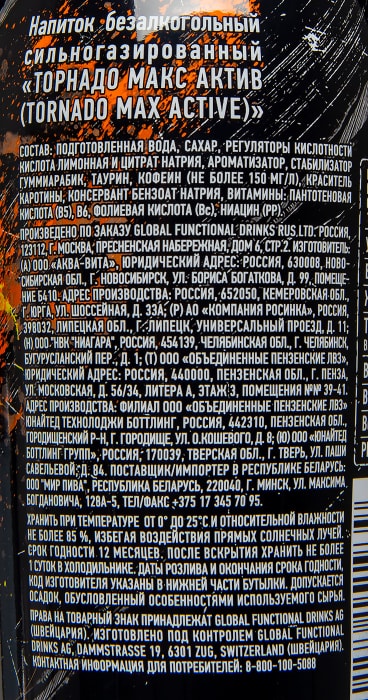 Напиток безалкогольный
сильногазированный
«ТОРНАДО МАКС АКТИВ
(TORNADO MAX ACTIVE)»
СОСТАВ: ПОДГОТОВЛЕННАЯ ВОДА, САХАР, РЕГУЛЯТОРЫ КИСЛОТНОСТИ
КИСЛОТА ЛИМОННАЯ И ЦИТРАТ НАТРИЯ, АРОМАТИЗАТОР, СТАБИЛИЗАТОР
ГУММИАРАБИК, ТАУРИН, КОФЕИН (НЕ БОЛЕЕ 150 МГ/Л), КРАСИТЕЛЬ
КАРОТИНЫ, КОНСЕРВАНТ БЕНЗОАТ НАТРИЯ, ВИТАМИНЫ: ПАНТОТЕНОВАЯ
КИСЛОТА (В5), В6, ФОЛИЕВАЯ КИСЛОТА (Вс), НИАЦИН (РР).
ПРОИЗВЕДЕНО ПО ЗАКАЗУ GLOBAL FUNCTIONAL DRINKS RUS LTD. РОССИЯ,
123112, Г. МОСКВА, ПРЕСНЕНСКАЯ НАБЕРЕЖНАЯ, ДОМ 6, СТР.2. ИЗГОТОВИТЕЛЬ:
(А) ООО «АКВА-ВИТА», ЮРИДИЧЕСКИЙ АДРЕС: РОССИЯ, 630008, НОВО-
СИБИРСКАЯ ОБЛ., Г. НОВОСИБИРСК, УЛ. БОРИСА БОГАТКОВА, Д. 99, ПОМЕЩЕ-
НИЕ 6410. АДРЕС ПРОИЗВОДСТВА: РОССИЯ, 652050, КЕМЕРОВСКАЯ ОБЛ.,
Г. ЮРГА, УЛ. ШОССЕЙНАЯ, Д. 33А; (Р) АО «КОМПАНИЯ РОСИНКА», РОССИЯ,
398032, ЛИПЕЦКАЯ ОБЛ., Г. ЛИПЕЦК, УНИВЕРСАЛЬНЫЙ ПРОЕЗД, Д. 11;
(Н) ООО "НВК "НИАГАРА", РОССИЯ, 454139, ЧЕЛЯБИНСКАЯ ОБЛ., Г. ЧЕЛЯБИНСК,
БУГУРУСЛАНСКИЙ ПЕР., Д. 1; (Т) ООО «ОБЪЕДИНЕННЫЕ ПЕНЗЕНСКИЕ ЛВЗ»,
ЮРИДИЧЕСКИЙ АДРЕС: РОССИЯ, 440000, ПЕНЗЕНСКАЯ ОБЛ., Г. ПЕНЗА,
УЛ. МОСКОВСКАЯ, Д. 56/34, ЛИТЕРА А, ЭТАЖ 3, ПОМЕЩЕНИЯ №№ 39-41.
АДРЕС ПРОИЗВОДСТВА: ФИЛИАЛ ООО «ОБЪЕДИНЕННЫЕ ПЕНЗЕНСКИЕ ЛВЗ»
ЮНАЙТЕД ТЕХНОЛОДЖИ БОТТЛИНГ, РОССИЯ, 442310, ПЕНЗЕНСКАЯ ОБЛ.,
ГОРОДИЩЕНСКИЙ Р-Н, Г. ГОРОДИЩЕ, УЛ. О.КОШЕВОГО, Д. 8; (Ю) ООО «ЮНАЙТЕД
БОТТЛИНГ ГРУПП», РОССИЯ, 170039, ТВЕРСКАЯ ОБЛ., Г. ТВЕРЬ, УЛ. ПАШИ
САВЕЛЬЕВОЙ, Д. 84. ПОСТАВЩИК/ИМПОРТЕР В РЕСПУБЛИКЕ БЕЛАРУСЬ:
ООО "МИР ПИВА", РЕСПУБЛИКА БЕЛАРУСЬ, 220040, Г. МИНСК, УЛ. МАКСИМА
БОГДАНОВИЧА, 128А-5, ТЕЛ/ФАКС +375 17 345 70 95.
ХРАНИТЬ ПРИ ТЕМПЕРАТУРЕ ОТ 0° ДО 25°С И ОТНОСИТЕЛЬНОЙ ВЛАЖНОСТИ
НЕ БОЛЕЕ 85 %, ИЗБЕГАЯ ВОЗДЕЙСТВИЯ ПРЯМЫХ СОЛНЕЧНЫХ ЛУЧЕЙ.
СРОК ГОДНОСТИ 12 МЕСЯЦЕВ. ПОСЛЕ ВСКРЫТИЯ ХРАНИТЬ НЕ БОЛЕЕ
1 СУТОК В ХОЛОДИЛЬНИКЕ. ДАТЫ РОЗЛИВА И ОКОНЧАНИЯ СРОКА ГОДНОСТИ,
КОД ИЗГОТОВИТЕЛЯ УКАЗАНЫ В НИЖНЕЙ ЧАСТИ БУТЫЛКИ. ДОПУСКАЕТСЯ
ОСАДОК, ОБУСЛОВЛЕННЫЙ ОСОБЕННОСТЯМИ ИСПОЛЬЗУЕМОГО СЫРЬЯ.
ПРАВА НА ТОВАРНЫЙ ЗНАК ПРИНАДЛЕЖАТ GLOBAL FUNCTIONAL DRINKS AG
(ШВЕЙЦАРИЯ). ИЗГОТОВЛЕНО ПОД КОНТРОЛЕМ GLOBAL FUNCTIONAL
DRINKS AG, DAMMSTRASSE 19, 6301 ZUG, SWITZERLAND (ШВЕЙЦАРИЯ).
КОНТАКТНАЯ ИНФОРМАЦИЯ ДЛЯ ПОТРЕБИТЕЛЕЙ: 8-800-100-5088